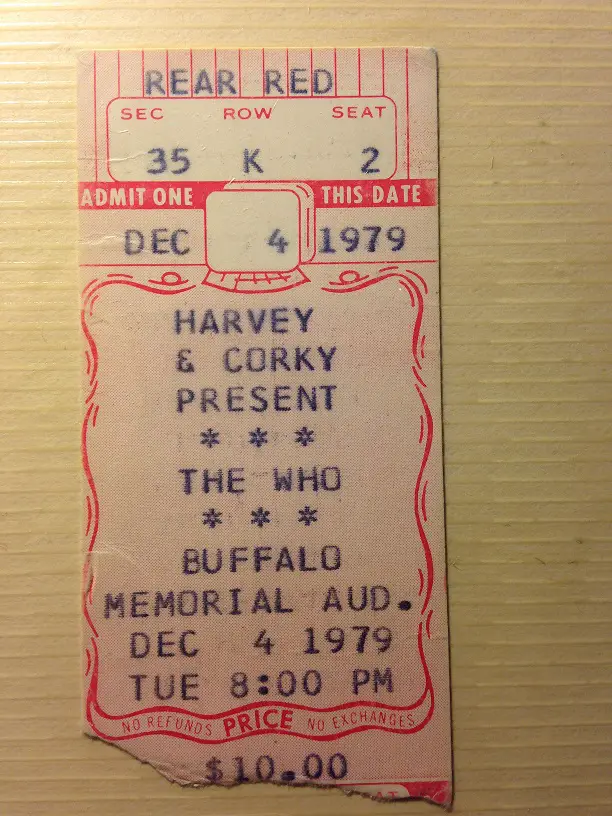 REAR RED
SEC ROW SEAT
35 K 2
ADMIT ONE THIS DATE
DEC 4 1979
HARVEY
& CORKY
PRESENT
* * *
THE WHO
* * *
BUFFALO
MEMORIAL AUD.
DEC 4 1979
TUE 8:00 PM
NO REFUNDS PRICE NO EXCHANGES
$10.00